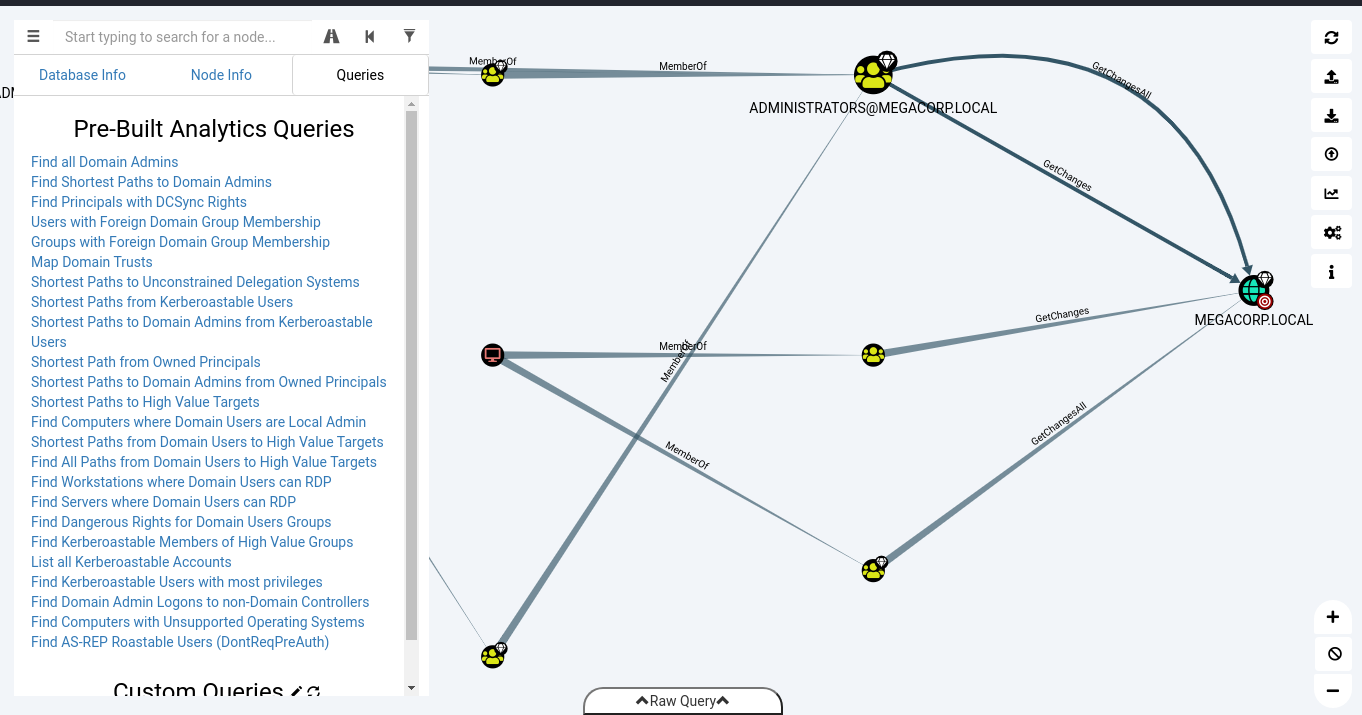 Start typing to search for a node...
Database Info
Node Info
Queries
Pre-Built Analytics Queries
Find all Domain Admins
Find Shortest Paths to Domain Admins
Find Principals with DCSync Rights
Users with Foreign Domain Group Membership
Groups with Foreign Domain Group Membership
Map Domain Trusts
Shortest Paths to Unconstrained Delegation Systems
Shortest Paths from Kerberoastable Users
Shortest Paths to Domain Admins from Kerberoastable
Users
Shortest Path from Owned Principals
Shortest Paths to Domain Admins from Owned Principals
Shortest Paths to High Value Targets
Find Computers where Domain Users are Local Admin
Shortest Paths from Domain Users to High Value Targets
Find All Paths from Domain Users to High Value Targets
Find Workstations where Domain Users can RDP
Find Servers where Domain Users can RDP
Find Dangerous Rights for Domain Users Groups
Find Kerberoastable Members of High Value Groups
List all Kerberoastable Accounts
Find Kerberoastable Users with most privileges
Find Domain Admin Logons to non-Domain Controllers
Find Computers with Unsupported Operating Systems
Find AS-REP Roastable Users (DontReqPreAuth)
Custom Queries
MemberOf
MemberOf
ADMINISTRATORS@MEGACORP.LOCAL
GetChangesAll
GetChanges
MEGACORP.LOCAL
GetChanges
MemberOf
MemberOf
GetChangesAll
MemberOf
Raw Query